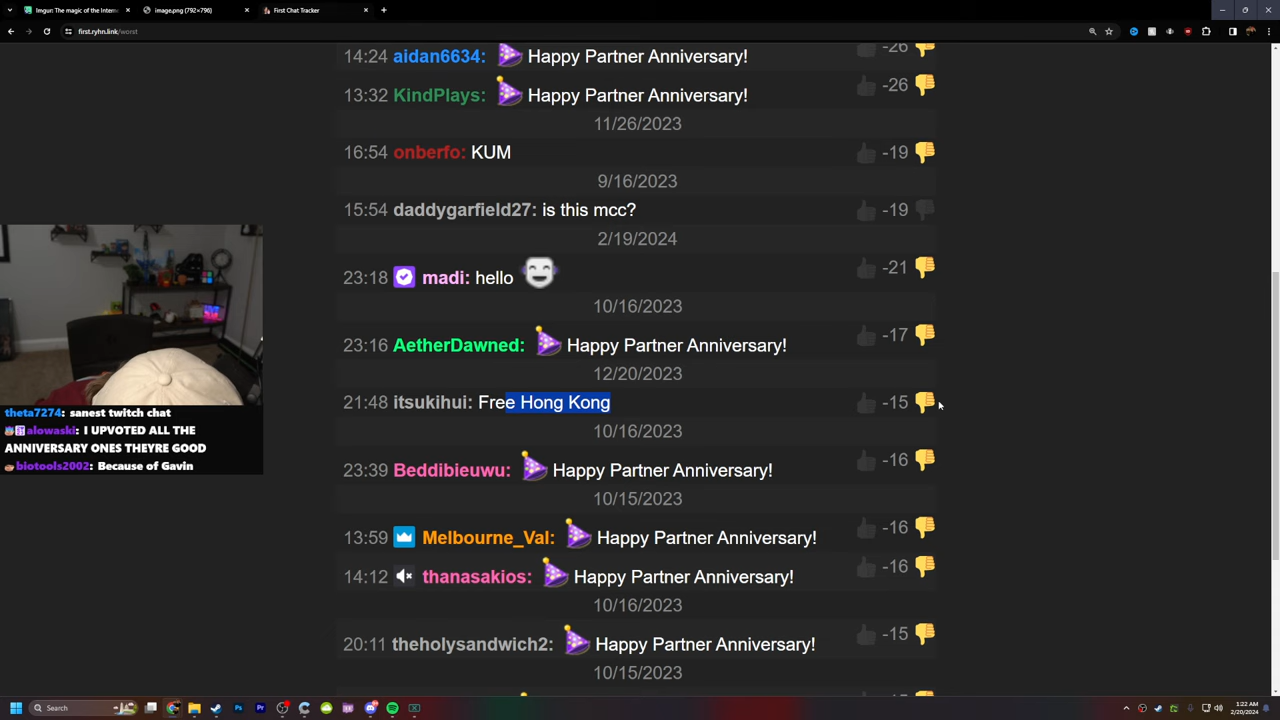 Imgur: The magic of the Intern
image.png (792×796)
First Chat Tracker
first.ryhn.link/worst
14:24 aidan6634: Happy Partner Anniversary! -26
13:32 KindPlays: Happy Partner Anniversary! -26
11/26/2023
16:54 onberfo: KUM -19
9/16/2023
15:54 daddygarfield27: is this mcc? -19
2/19/2024
23:18 madi: hello -21
10/16/2023
23:16 AetherDawned: Happy Partner Anniversary! -17
12/20/2023
21:48 itsukihui: Free Hong Kong -15
10/16/2023
23:39 Beddibieuwu: Happy Partner Anniversary! -16
10/15/2023
13:59 Melbourne_Val: Happy Partner Anniversary! -16
14:12 thanasakios: Happy Partner Anniversary! -16
10/16/2023
20:11 theholysandwich2: Happy Partner Anniversary! -15
10/15/2023
theta7274: sanest twitch chat
alowaski: I UPVOTED ALL THE
ANNIVERSARY ONES THEYRE GOOD
biotools2002: Because of Gavin
Search
1:22 AM
2/20/2024